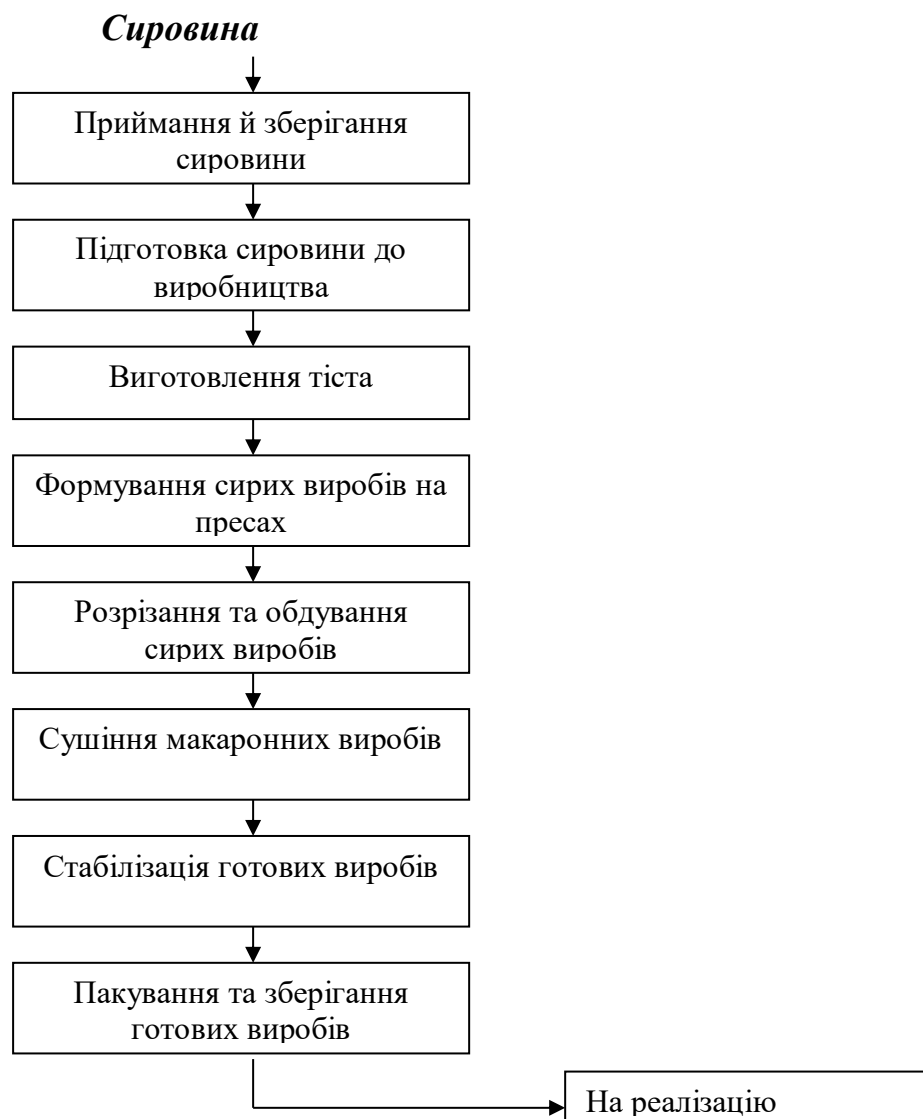 Сировина
Приймання й зберігання
сировини
Підготовка сировини до
виробництва
Виготовлення тіста
Формування сирих виробів на
пресах
Розрізання та обдування
сирих виробів
Сушіння макаронних виробів
Стабілізація готових виробів
Пакування та зберігання
готових виробів
На реалізацію